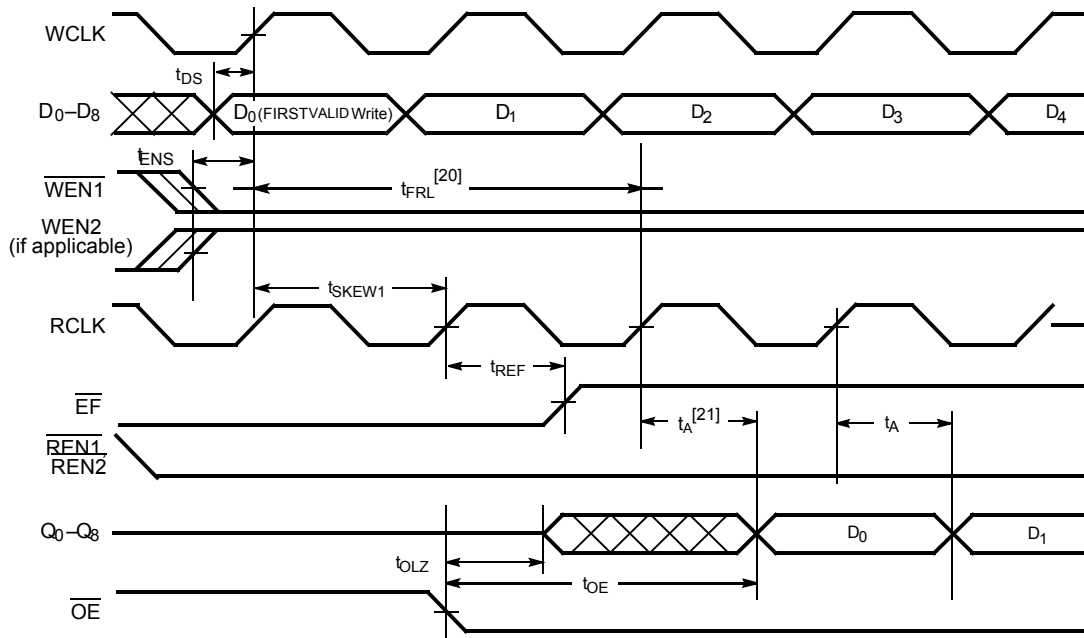 WCLK
tDS
D0–D8
D0 (FIRSTVALID Write)
D1
D2
D3
D4
tENS
WEN1
tFRL[20]
WEN2
(if applicable)
tSKEW1
RCLK
tREF
EF
tA[21]
tA
REN1,
REN2
Q0–Q8
D0
D1
tOLZ
tOE
OE